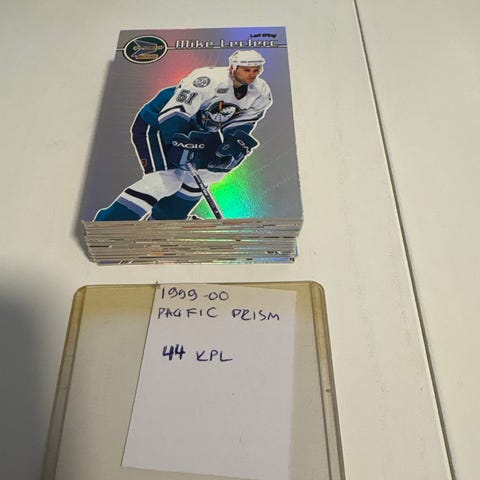 Left Wing
Mike Leclerc
51
EAGLE
1999-00
PACIFIC PRISM
44 KPL